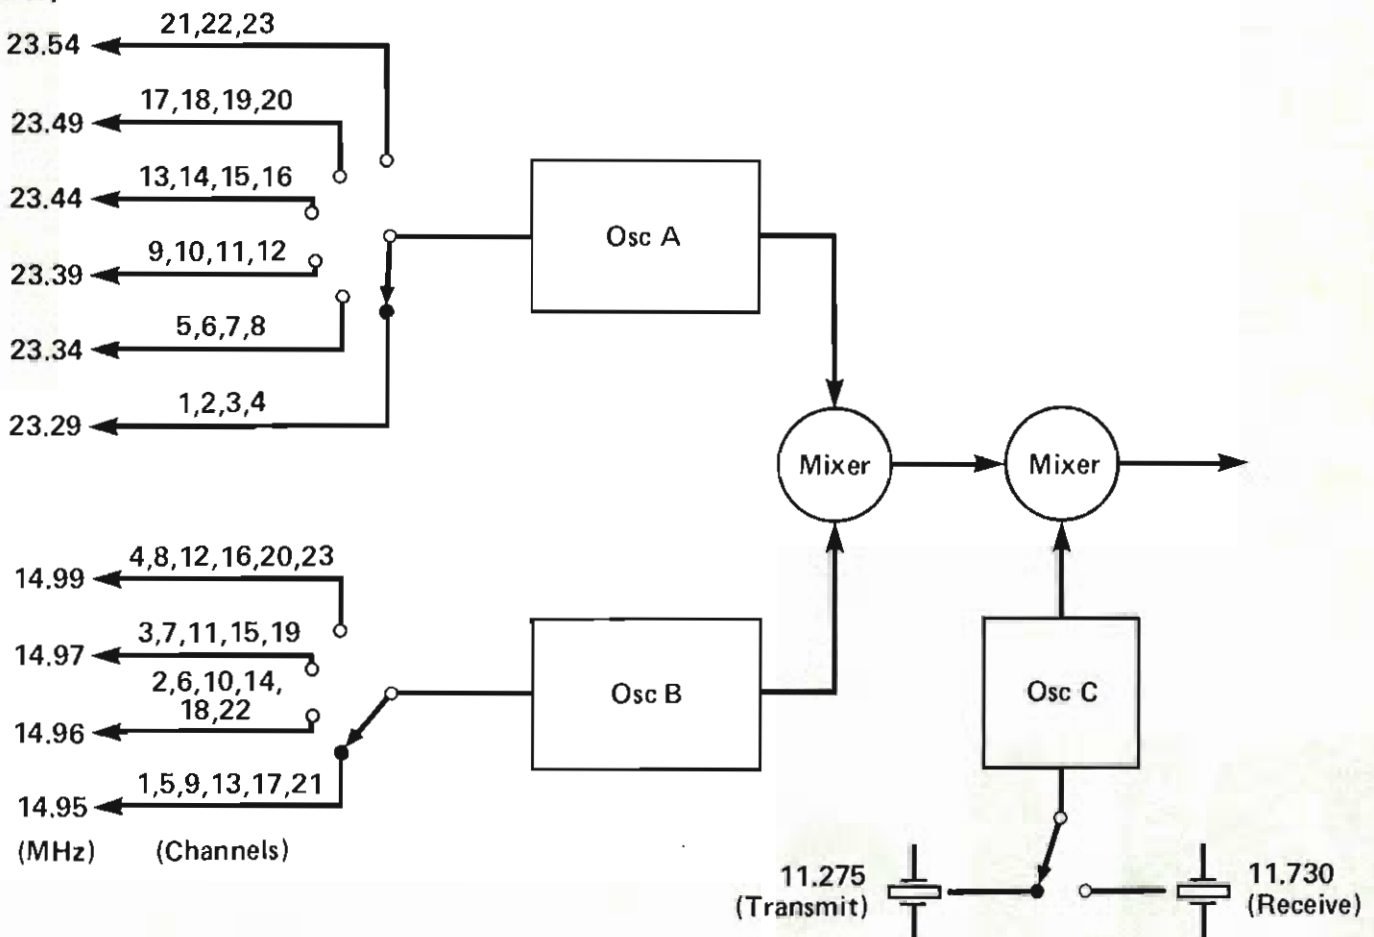 21,22,23
23.54
17,18,19,20
23.49
13,14,15,16
23.44
9,10,11,12
23.39
5,6,7,8
23.34
1,2,3,4
23.29
Osc A
Mixer
Mixer
4,8,12,16,20,23
14.99
3,7,11,15,19
14.97
2,6,10,14,
18,22
14.96
1,5,9,13,17,21
14.95
(MHz)
(Channels)
Osc B
Osc C
11.275
(Transmit)
11.730
(Receive)